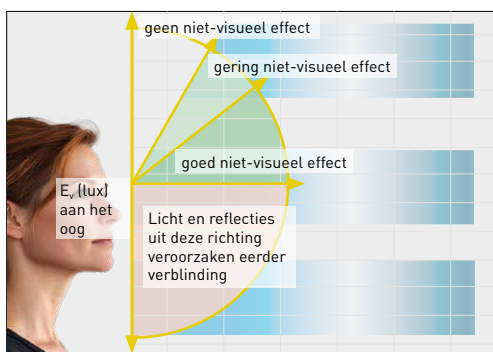 geen niet-visueel effect
gering niet-visueel effect
goed niet-visueel effect
Eᵥ (lux)
aan het
oog
Licht en reflecties
uit deze richting
veroorzaken eerder
verblinding